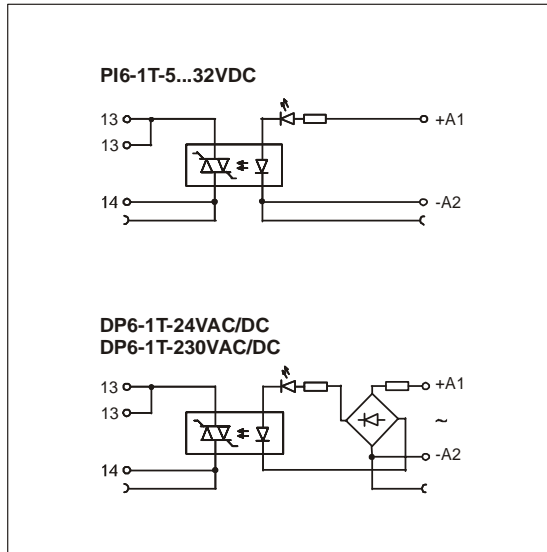 PI6-1T-5...32VDC
13
+A1
13
14
-A2
DP6-1T-24VAC/DC
DP6-1T-230VAC/DC
13
+A1
13
~
14
-A2